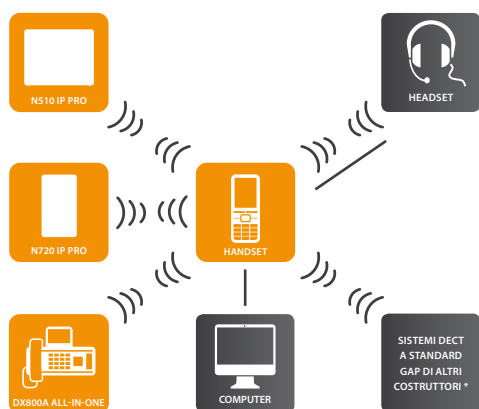 N510 IP PRO
HEADSET
N720 IP PRO
HANDSET
DX800A ALL-IN-ONE
COMPUTER
SISTEMI DECT
A STANDARD
GAP DI ALTRI
COSTRUTTORI *